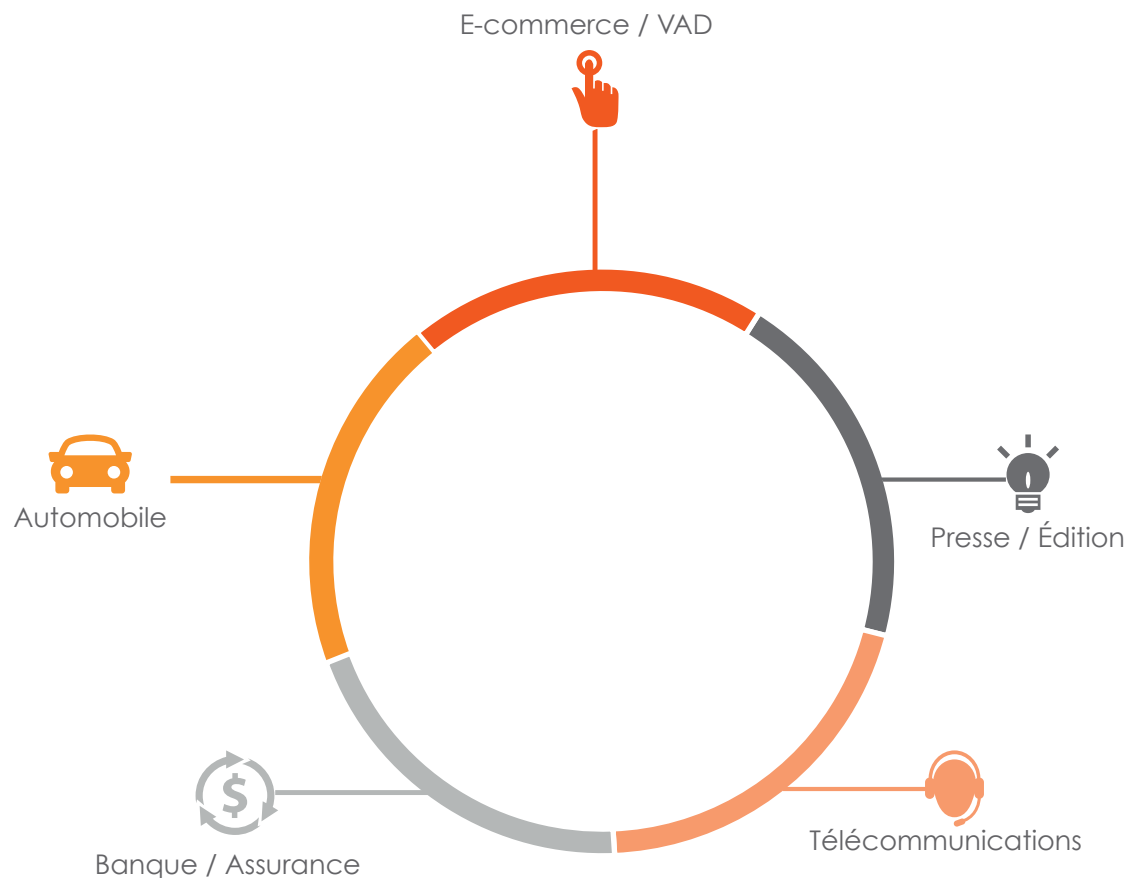 E-commerce / VAD
Automobile
Presse / Édition
$
Télécommunications
Banque / Assurance